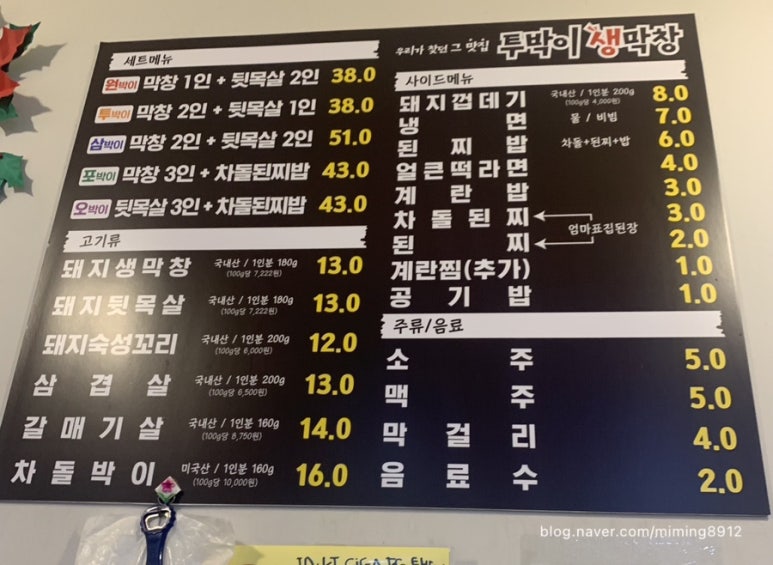 우리가 찾던 그 맛집 투박이 생막창
세트메뉴
원박이 막창 1인 + 뒷목살 2인 38.0
투박이 막창 2인 + 뒷목살 1인 38.0
삼박이 막창 2인 + 뒷목살 2인 51.0
포박이 막창 3인 + 차돌된찌밥 43.0
오박이 뒷목살 3인 + 차돌된찌밥 43.0
고기류
돼지생막창 국내산 / 1인분 180g 13.0
(100g당 7,222원)
돼지뒷목살 국내산 / 1인분 180g 13.0
(100g당 7,222원)
돼지숙성꼬리 국내산 / 1인분 200g 12.0
(100g당 6,000원)
삼겹살 국내산 / 1인분 200g 13.0
(100g당 6,500원)
갈매기살 국내산 / 1인분 160g 14.0
(100g당 8,750원)
차돌박이 미국산 / 1인분 160g 16.0
(100g당 10,000원)
사이드메뉴
돼지껍데기 국내산 / 1인분 200g 8.0
(100g당 4,000원)
냉면 물 / 비빔 7.0
된찌밥 차돌+된찌+밥 6.0
얼큰떡라면 4.0
계란밥 3.0
차돌된찌 3.0
엄마표집된장
된찌 2.0
계란찜(추가) 1.0
공기밥 1.0
주류/음료
소주 5.0
맥주 5.0
막걸리 4.0
음료수 2.0
blog.naver.com/miming8912